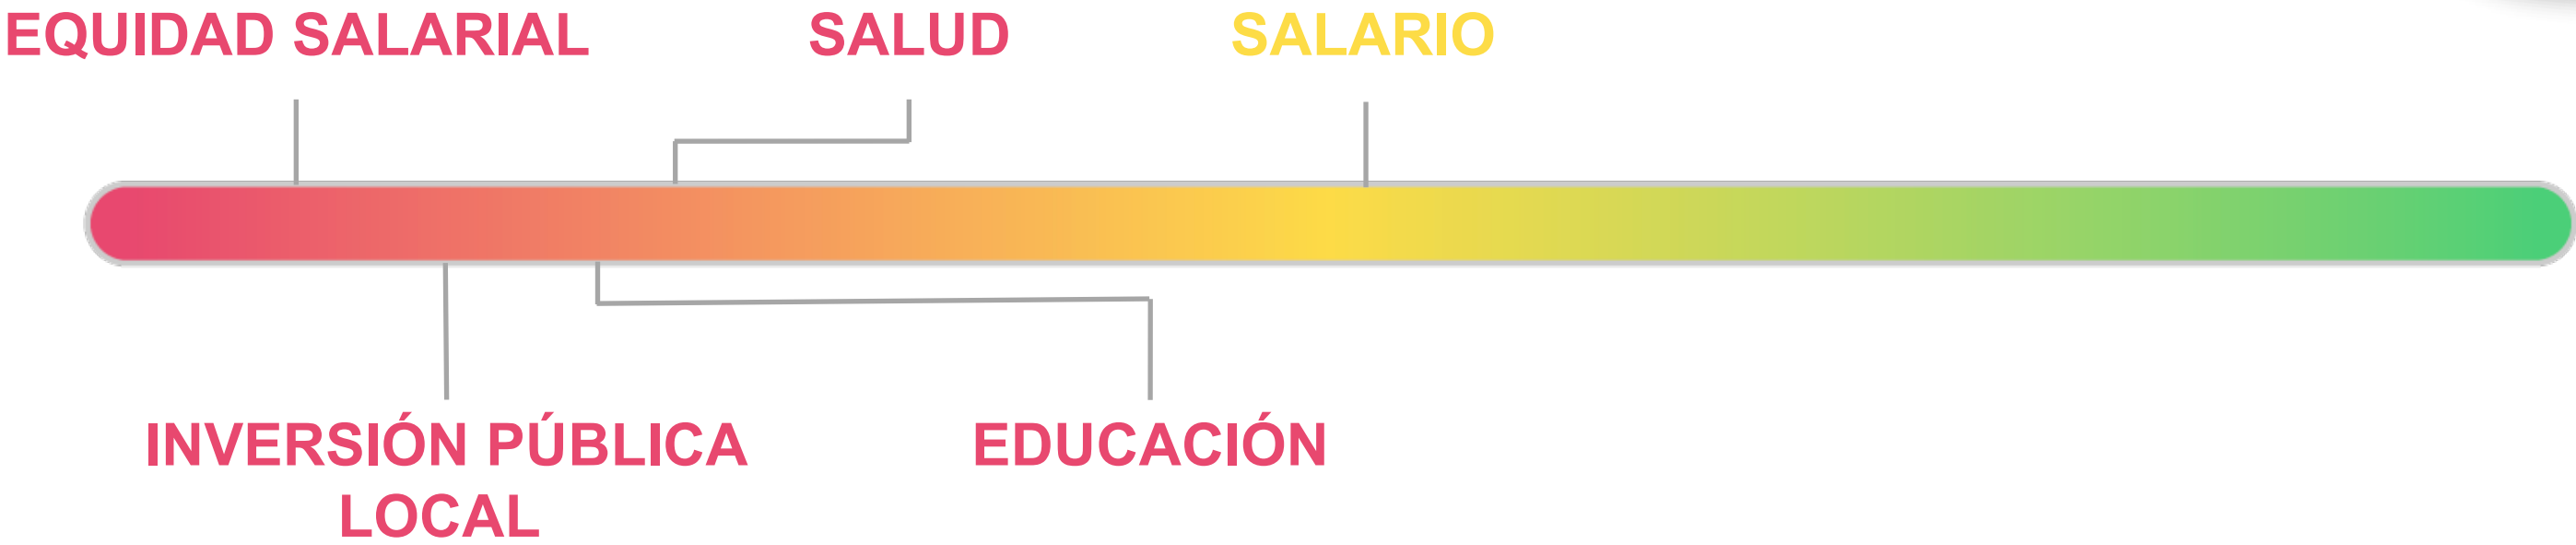 EQUIDAD SALARIAL
SALUD
SALARIO
INVERSIÓN PÚBLICA
LOCAL
EDUCACIÓN